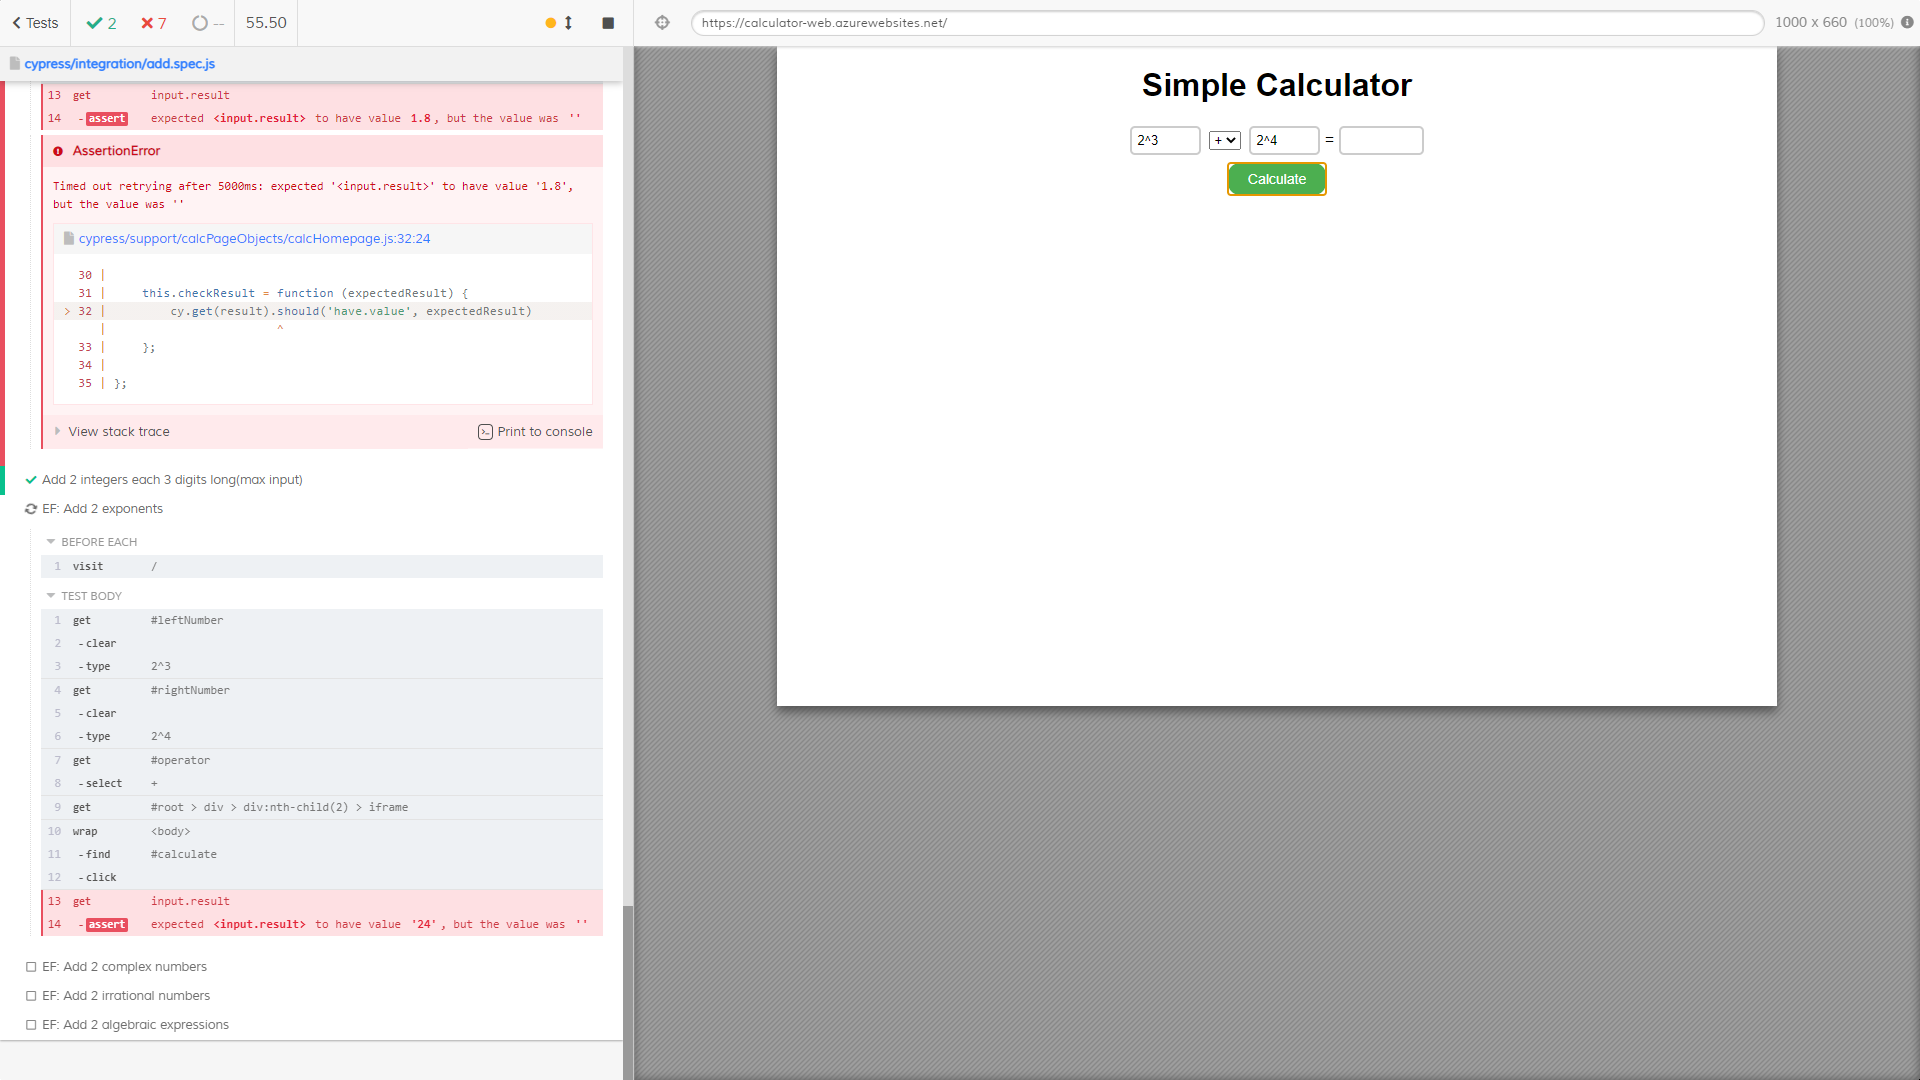 Tests
2
7
--
55.50
https://calculator-web.azurewebsites.net/
1000 x 660 (100%)
cypress/integration/add.spec.js
13 get input.result
14 -assert expected <input.result> to have value 1.8, but the value was ''
AssertionError
Timed out retrying after 5000ms: expected '<input.result>' to have value '1.8',
but the value was ''
cypress/support/calcPageObjects/calcHomepage.js:32:24
30 |
31 | this.checkResult = function (expectedResult) {
> 32 | cy.get(result).should('have.value', expectedResult)
| ^
33 | };
34 |
35 | };
View stack trace
Print to console
Add 2 integers each 3 digits long(max input)
EF: Add 2 exponents
BEFORE EACH
1 visit /
TEST BODY
1 get #leftNumber
2 -clear
3 -type 2^3
4 get #rightNumber
5 -clear
6 -type 2^4
7 get #operator
8 -select +
9 get #root > div > div:nth-child(2) > iframe
10 wrap <body>
11 -find #calculate
12 -click
13 get input.result
14 -assert expected <input.result> to have value '24', but the value was ''
EF: Add 2 complex numbers
EF: Add 2 irrational numbers
EF: Add 2 algebraic expressions
Simple Calculator
2^3 + 2^4 =
Calculate